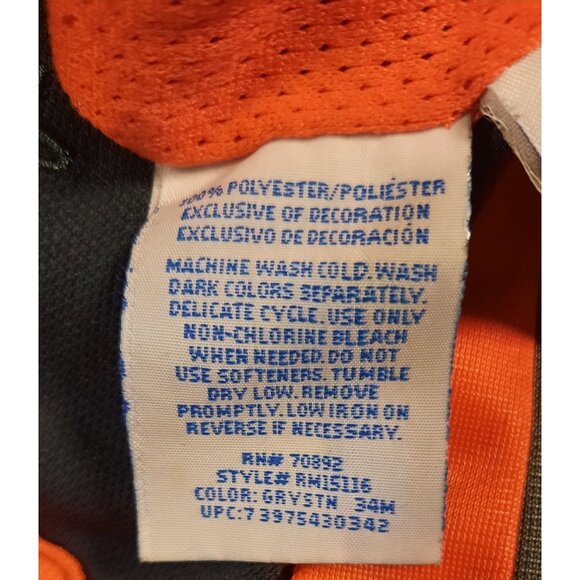 100% POLYESTER/POLIÉSTER
EXCLUSIVE OF DECORATION
EXCLUSIVO DE DECORACIÓN
MACHINE WASH COLD. WASH
DARK COLORS SEPARATELY.
DELICATE CYCLE. USE ONLY
NON-CHLORINE BLEACH
WHEN NEEDED. DO NOT
USE SOFTENERS. TUMBLE
DRY LOW. REMOVE
PROMPTLY. LOW IRON ON
REVERSE IF NECESSARY.
RN# 70892
STYLE# RM15116
COLOR: GRYSTN 34M
UPC:73975430342